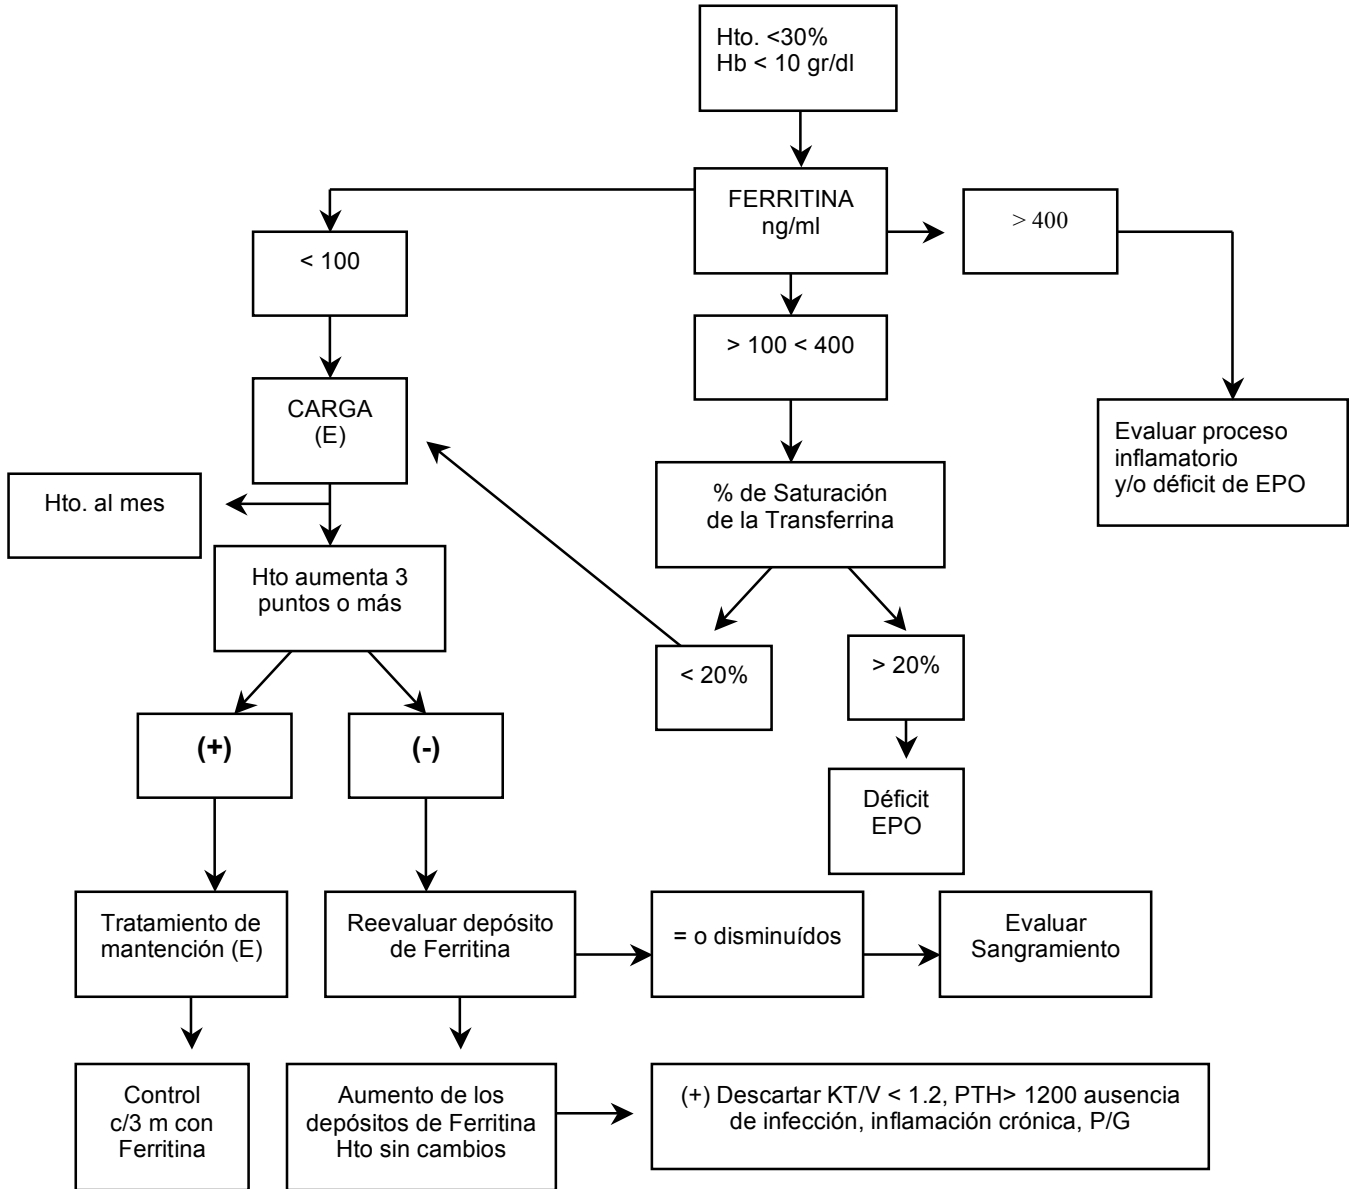 Hto. <30%
Hb < 10 gr/dl
FERRITINA
ng/ml
> 400
< 100
> 100 < 400
CARGA
(E)
Evaluar proceso
inflamatorio
y/o déficit de EPO
% de Saturación
de la Transferrina
Hto. al mes
Hto aumenta 3
puntos o más
< 20%
> 20%
(+)
(-)
Déficit
EPO
Tratamiento de
mantención (E)
Reevaluar depósito
de Ferritina
= o disminuídos
Evaluar
Sangramiento
Control
c/3 m con
Ferritina
Aumento de los
depósitos de Ferritina
Hto sin cambios
(+) Descartar KT/V < 1.2, PTH> 1200 ausencia
de infección, inflamación crónica, P/G